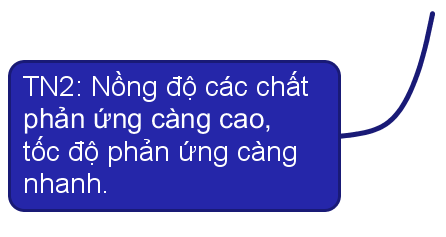 TN2: Nồng độ các chất
phản ứng càng cao,
tốc độ phản ứng càng
nhanh.